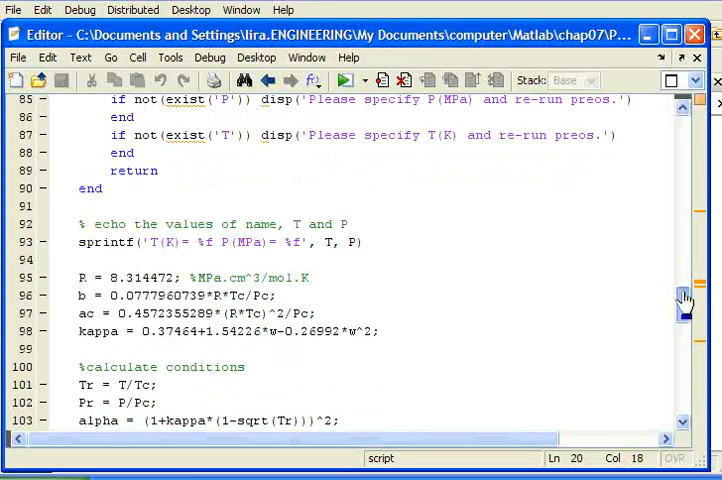 File Edit Debug Distributed Desktop Window Help
Editor - C:\Documents and Settings\lira.ENGINEERING\My Documents\computer\Matlab\chap07\P...
File Edit Text Go Cell Tools Debug Desktop Window Help
Stack: Base
85 if not(exist('P')) disp('Please specify P(MPa) and re-run preos.')
86 - end
87 - if not(exist('T')) disp('Please specify T(K) and re-run preos.')
88 - end
89 - return
90 - end
91
92 % echo the values of name, T and P
93 - sprintf('T(K)= %f P(MPa)= %f', T, P)
94
95 - R = 8.314472; %MPa.cm^3/mol.K
96 - b = 0.0777960739*R*Tc/Pc;
97 - ac = 0.4572355289*(R*Tc)^2/Pc;
98 - kappa = 0.37464+1.54226*w-0.26992*w^2;
99
100 %calculate conditions
101 - Tr = T/Tc;
102 - Pr = P/Pc;
103 - alpha = (1+kappa*(1-sqrt(Tr)))^2;
script Ln 20 Col 18 OVR